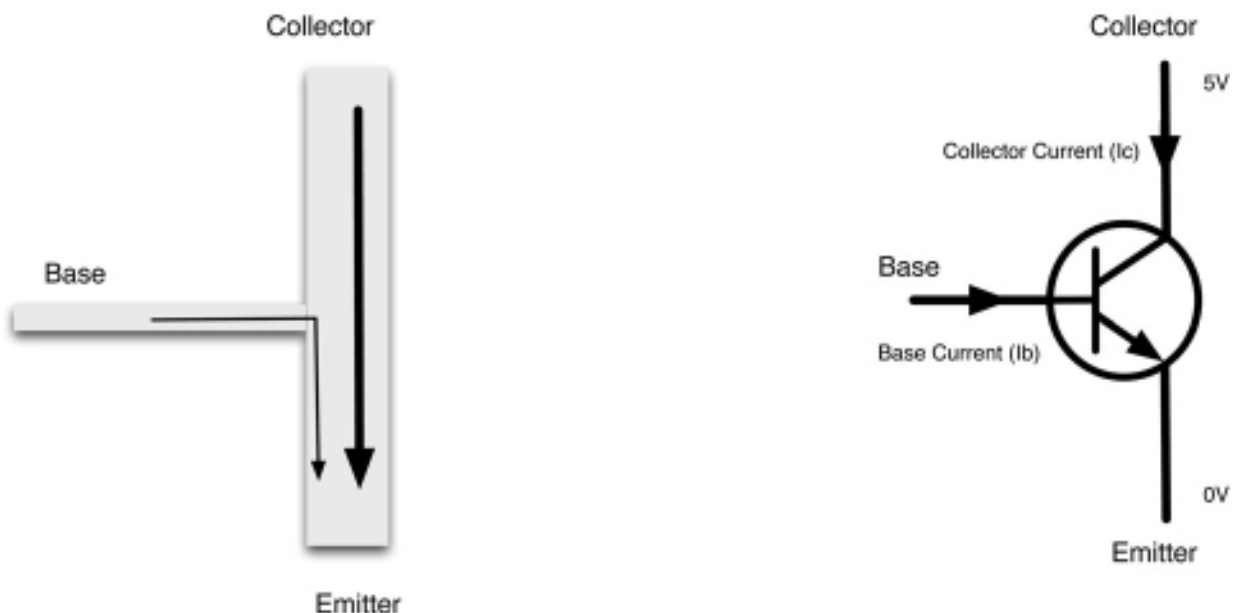 Collector
Base
Emitter
Collector
5V
Collector Current (Ic)
Base
Base Current (Ib)
0V
Emitter